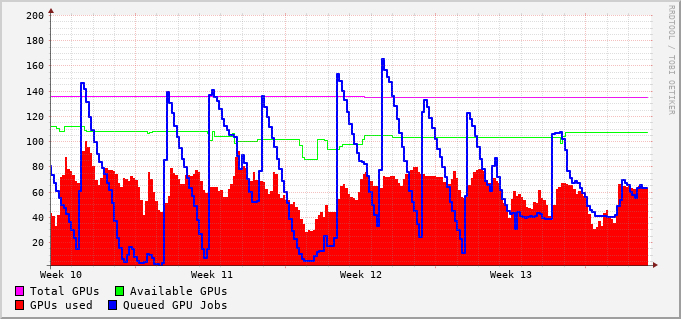 200
180
160
140
120
100
80
60
40
20
Week 10 Week 11 Week 12 Week 13
Total GPUs Available GPUs
GPUs used Queued GPU Jobs
RRDTOOL / TOBI OETIKER